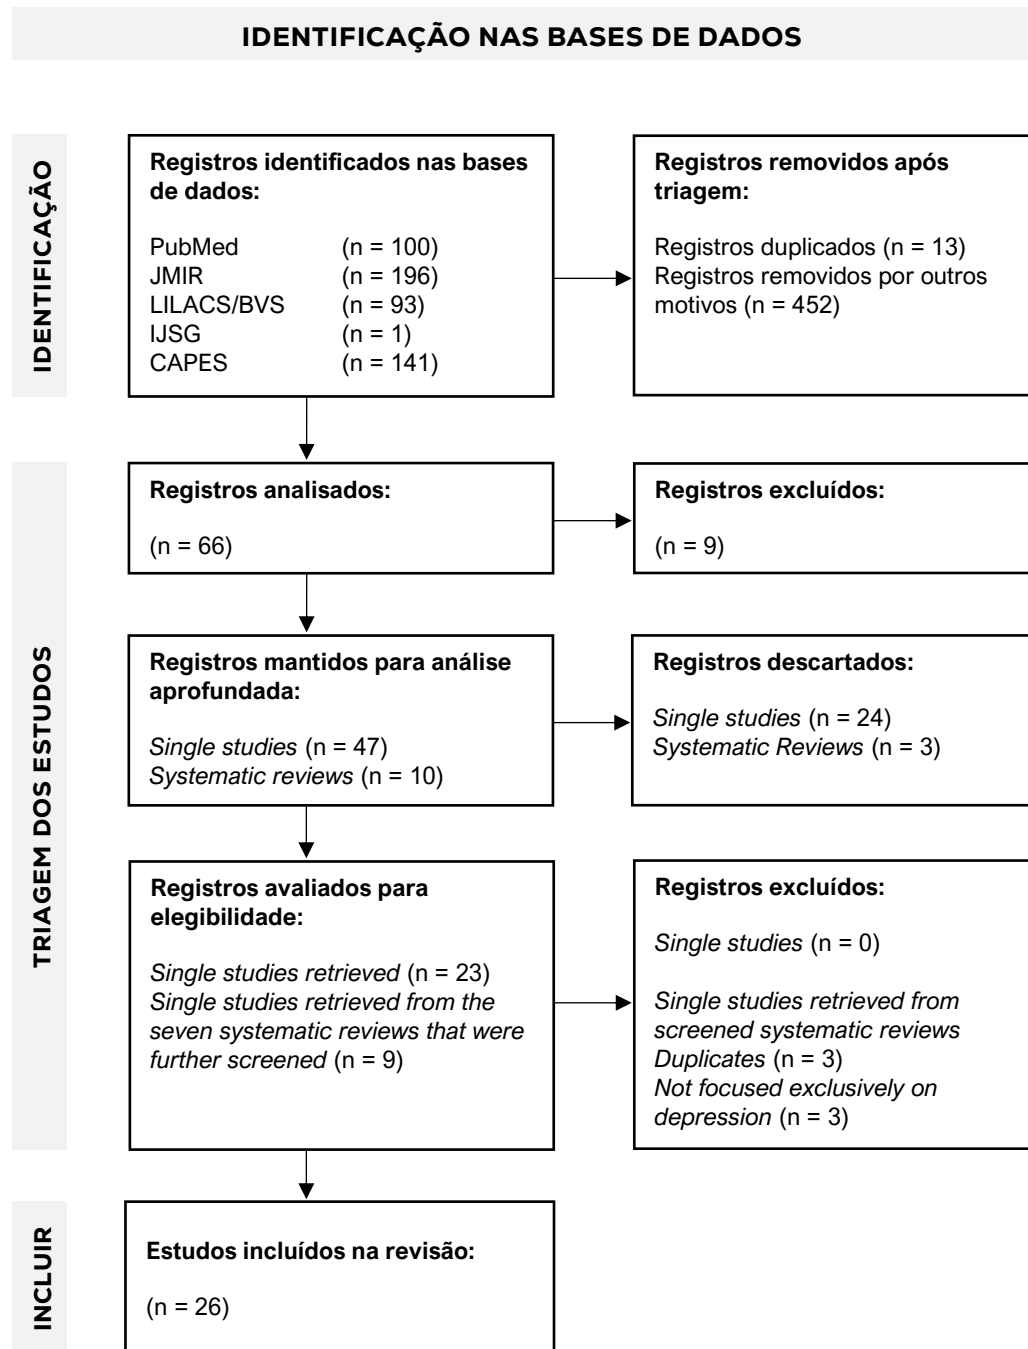 IDENTIFICAÇÃO NAS BASES DE DADOS
IDENTIFICAÇÃO
Registros identificados nas bases
de dados:
PubMed (n = 100)
JMIR (n = 196)
LILACS/BVS (n = 93)
IJSG (n = 1)
CAPES (n = 141)
Registros removidos após
triagem:
Registros duplicados (n = 13)
Registros removidos por outros
motivos (n = 452)
TRIAGEM DOS ESTUDOS
Registros analisados:
(n = 66)
Registros excluídos:
(n = 9)
Registros mantidos para análise
aprofundada:
Single studies (n = 47)
Systematic reviews (n = 10)
Registros descartados:
Single studies (n = 24)
Systematic Reviews (n = 3)
Registros avaliados para
elegibilidade:
Single studies retrieved (n = 23)
Single studies retrieved from the
seven systematic reviews that were
further screened (n = 9)
Registros excluídos:
Single studies (n = 0)
Single studies retrieved from
screened systematic reviews
Duplicates (n = 3)
Not focused exclusively on
depression (n = 3)
INCLUIR
Estudos incluídos na revisão:
(n = 26)